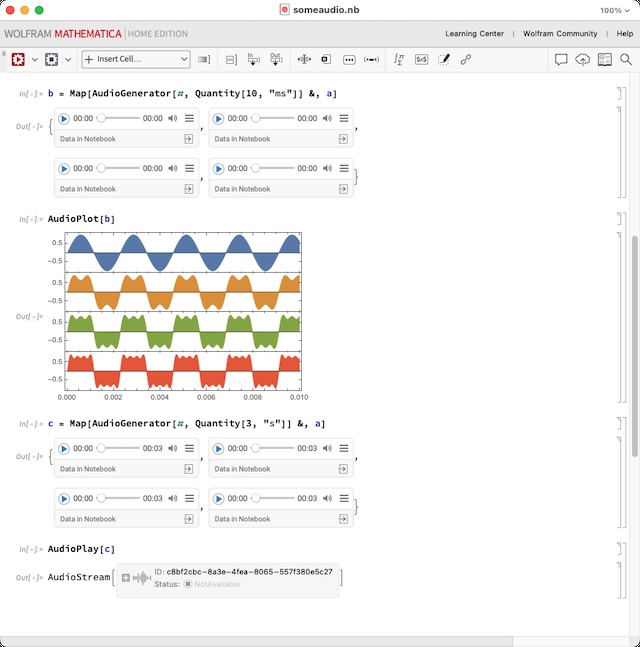 someaudio.nb
100%
WOLFRAM MATHEMATICA | HOME EDITION
Learning Center | Wolfram Community | Help
Insert Cell...
In Out
In[∘]:= b = Map[AudioGenerator[#, Quantity[10, "ms"]] &, a]
Out[∘]= { 00:00 00:00 , 00:00 00:00 ,
Data in Notebook Data in Notebook
00:00 00:00 , 00:00 00:00 }
Data in Notebook Data in Notebook
In[∘]:= AudioPlot[b]
Out[∘]=
0.5
-0.5
0.5
-0.5
0.5
-0.5
0.5
-0.5
0.000 0.002 0.004 0.006 0.008 0.010
In[∘]:= c = Map[AudioGenerator[#, Quantity[3, "s"]] &, a]
Out[∘]= { 00:00 00:03 , 00:00 00:03 ,
Data in Notebook Data in Notebook
00:00 00:03 , 00:00 00:03 }
Data in Notebook Data in Notebook
In[∘]:= AudioPlay[c]
Out[∘]= AudioStream[ ID: c8bf2cbc-8a3e-4fea-8065-557f380e5c27 ]
Status: NotAvailable